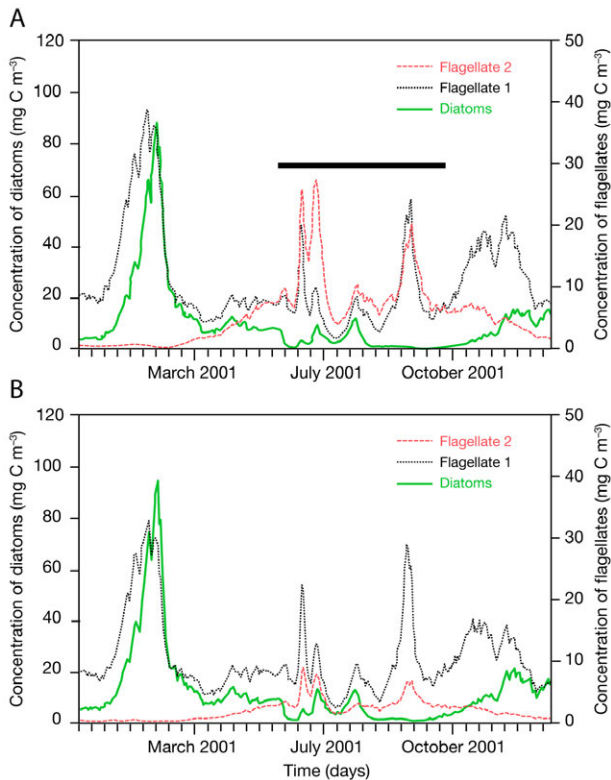 A
120
100
80
60
40
20
0
Concentration of diatoms (mg C m⁻³)
50
40
30
20
10
0
Concentration of flagellates (mg C m⁻³)
Flagellate 2
Flagellate 1
Diatoms
March 2001 July 2001 October 2001
B
120
100
80
60
40
20
0
Concentration of diatoms (mg C m⁻³)
50
40
30
20
10
0
Concentration of flagellates (mg C m⁻³)
Flagellate 2
Flagellate 1
Diatoms
March 2001 July 2001 October 2001
Time (days)